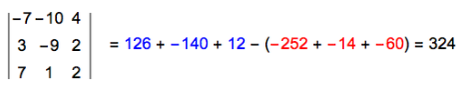 -7 -10 4
3 -9 2 = 126 + -140 + 12 - (-252 + -14 + -60) = 324
7 1 2